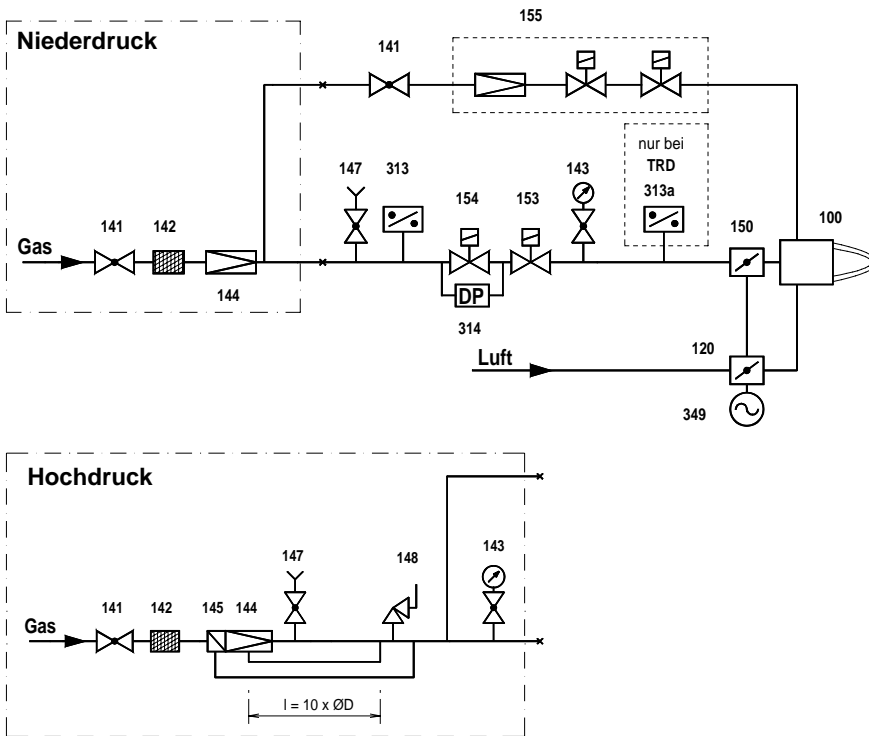 Niederdruck
155
141
nur bei
TRD
313a
147
313
154
153
143
150
100
141
142
Gas
144
DP
314
Luft
120
349
Hochdruck
147
148
143
141
142
145
144
Gas
l = 10 x ØD